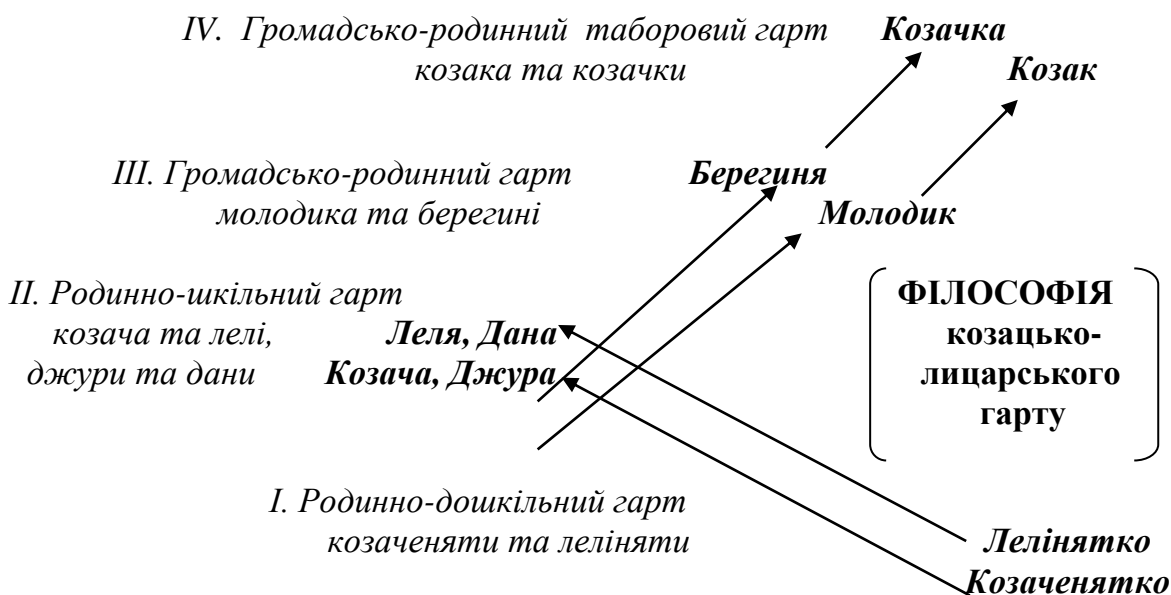 IV. Громадсько-родинний таборовий гарт
козака та козачки
Козачка
Козак
III. Громадсько-родинний гарт
молодика та берегині
Берегиня
Молодик
II. Родинно-шкільний гарт
козача та лелі,
джури та дани
Леля, Дана
Козача, Джура
ФІЛОСОФІЯ
козацько-
лицарського
гарту
I. Родинно-дошкільний гарт
козаченяти та леліняти
Лелінятко
Козаченятко